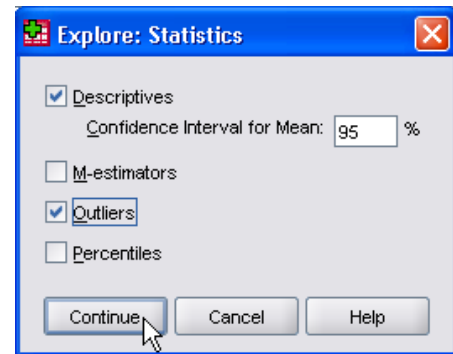 Explore: Statistics
Descriptives
Confidence Interval for Mean: 95 %
M-estimators
Outliers
Percentiles
Continue Cancel Help